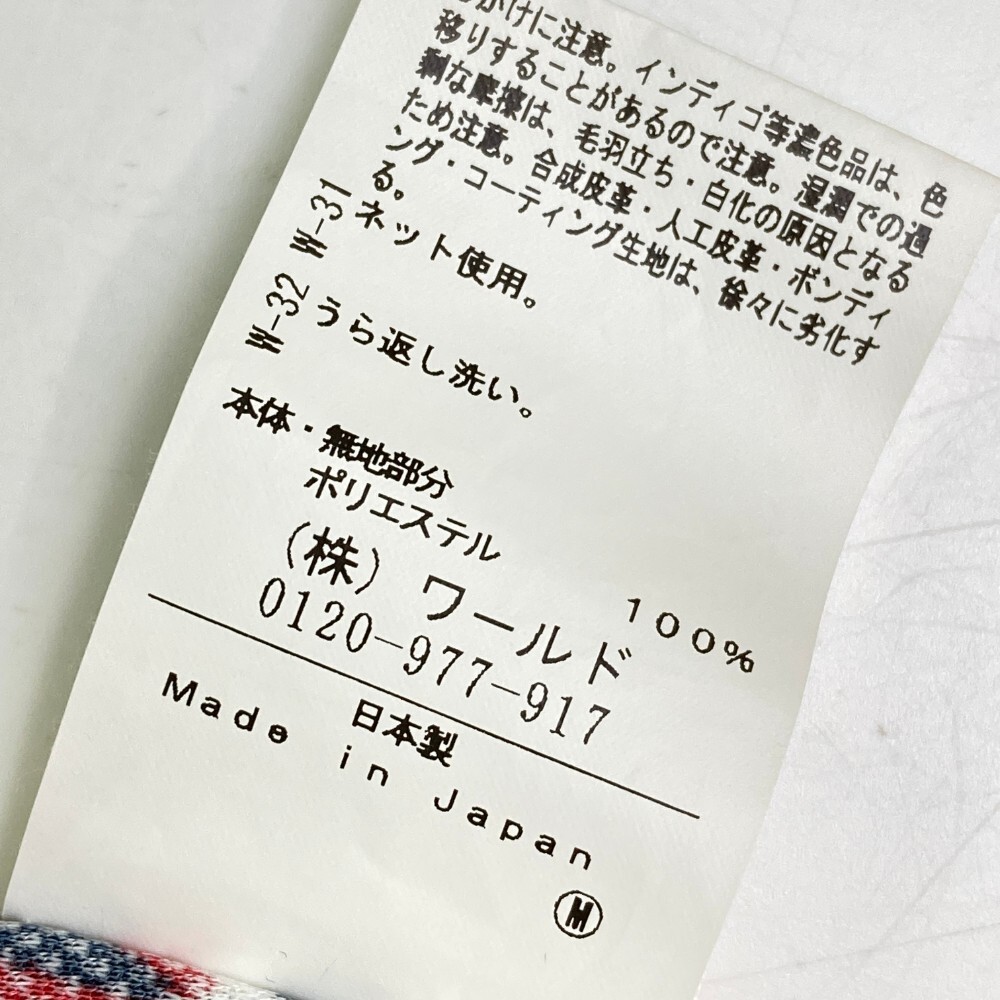 かけに注意。インディゴ等濃色品は、色
移りすることがあるので注意。湿潤での過
剰な摩擦は、毛羽立ち・白化の原因となる
ため注意。合成皮革・人工皮革・ボンディ
ング・コーティング生地は、徐々に劣化す
る。
W-31 ネット使用。
W-32 うら返し洗い。
本体・無地部分
ポリエステル 100%
(株) ワールド
0120-977-917
日本製
Made in Japan
M